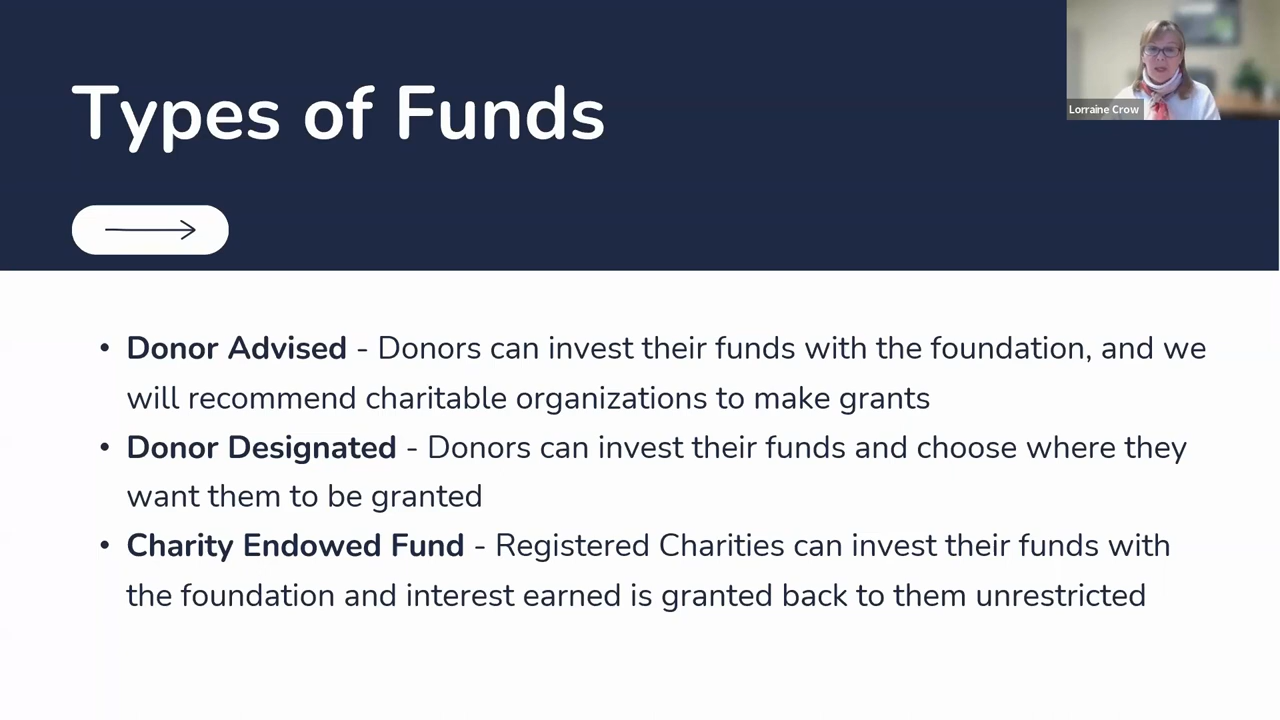 Types of Funds
Lorraine Crow
• Donor Advised - Donors can invest their funds with the foundation, and we
will recommend charitable organizations to make grants
• Donor Designated - Donors can invest their funds and choose where they
want them to be granted
• Charity Endowed Fund - Registered Charities can invest their funds with
the foundation and interest earned is granted back to them unrestricted